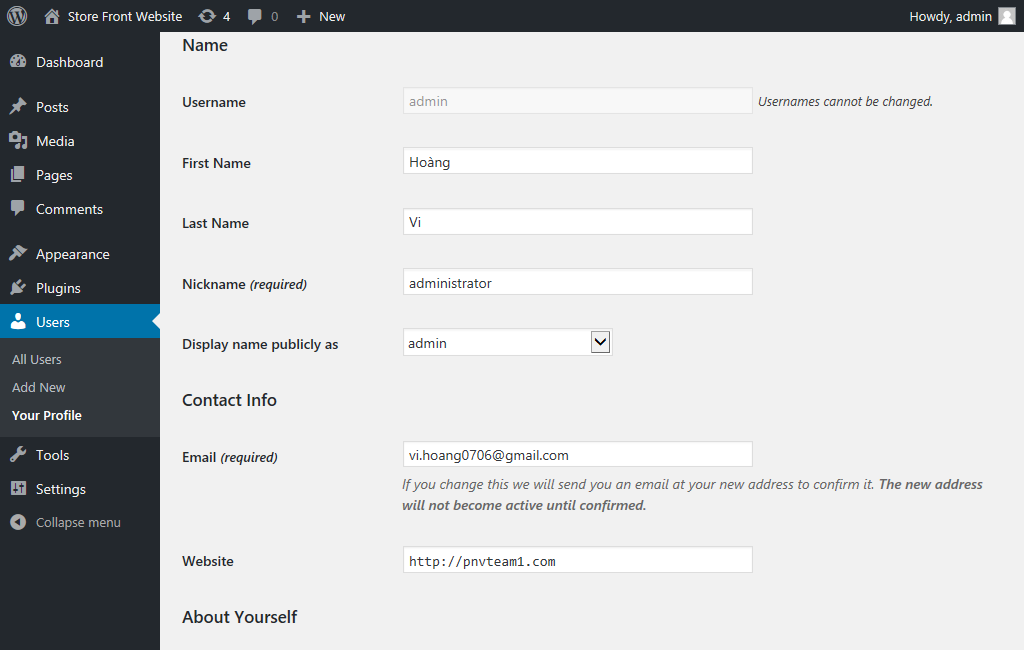 Store Front Website 4 0 New Howdy, admin
Dashboard
Posts
Media
Pages
Comments
Appearance
Plugins
Users
All Users
Add New
Your Profile
Tools
Settings
Collapse menu
Name
Username admin Usernames cannot be changed.
First Name Hoàng
Last Name Vi
Nickname (required) administrator
Display name publicly as admin
Contact Info
Email (required) vi.hoang0706@gmail.com
If you change this we will send you an email at your new address to confirm it. The new address
will not become active until confirmed.
Website http://pnvteam1.com
About Yourself